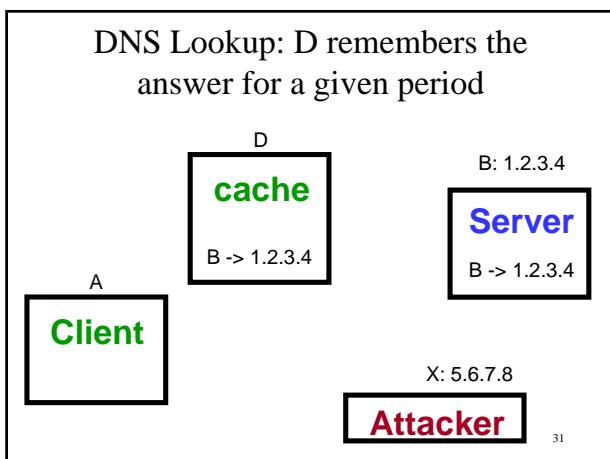 DNS Lookup: D remembers the
answer for a given period
D
cache
B -> 1.2.3.4
B: 1.2.3.4
Server
B -> 1.2.3.4
A
Client
X: 5.6.7.8
Attacker
31